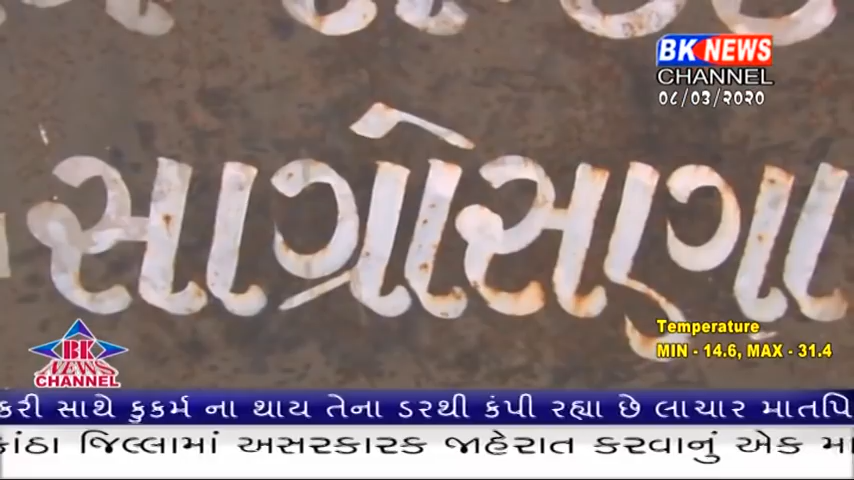 BK NEWS
CHANNEL
૦૮/૦૩/૨૦૨૦
સાગ્રોસણા
Temperature
MIN - 14.6, MAX - 31.4
BK
NEWS
CHANNEL
કરી સાથે કુકર્મ ના થાય તેના ડરથી કંપી રહ્યા છે લાચાર માતપિ
કાંઠા જિલ્લામાં અસરકારક જાહેરાત કરવાનું એક મા